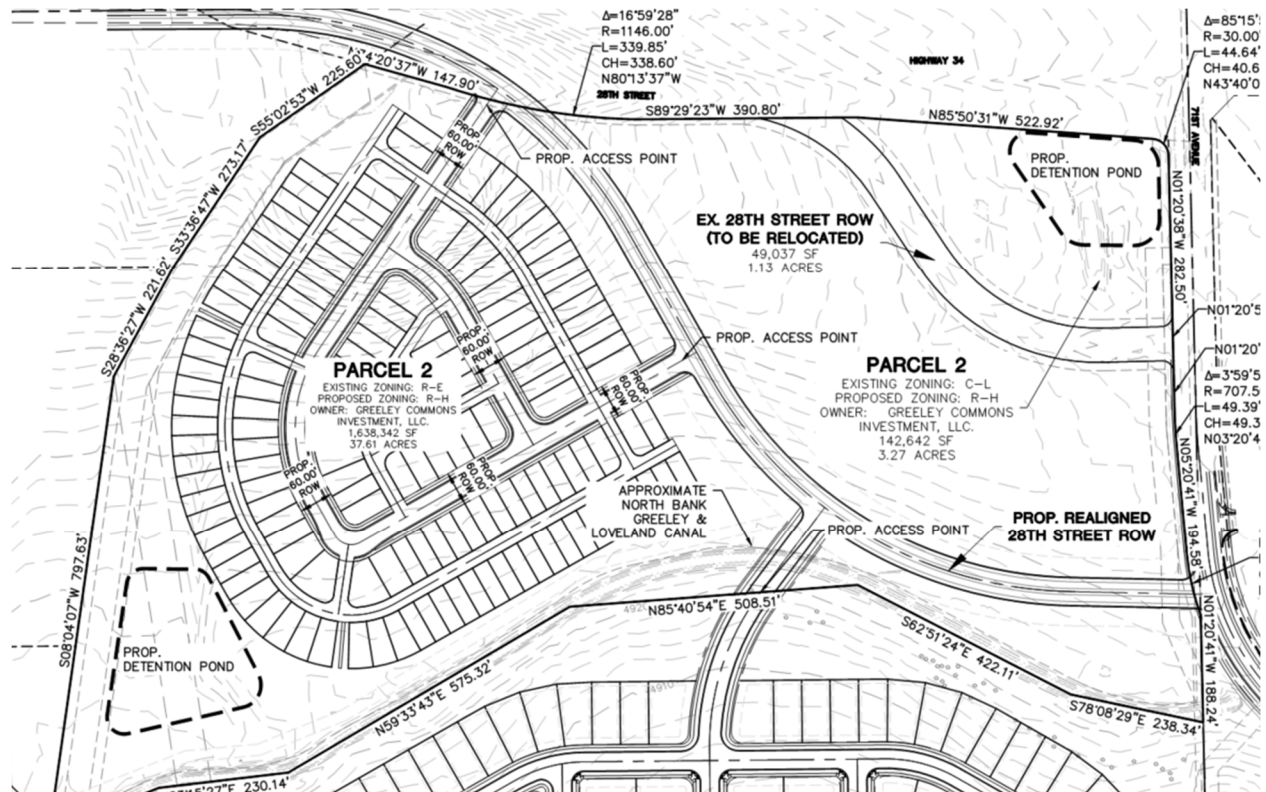 Δ=16°59'28"
R=1146.00'
L=339.85'
CH=338.60'
N80°13'37"W
28TH STREET
HIGHWAY 34
Δ=85°15'
R=30.00'
L=44.64'
CH=40.6
N43°40'0
71ST AVENUE
4°20'37"W 147.90'
S55°02'53"W 225.60'
S89°29'23"W 390.80'
N85°50'31"W 522.92'
PROP.
60.00'
ROW
PROP. ACCESS POINT
PROP.
DETENTION POND
S33°36'47"W 273.17'
N01°20'38"W 282.50'
EX. 28TH STREET ROW
(TO BE RELOCATED)
49,037 SF
1.13 ACRES
S28°36'27"W 221.62'
N01°20'5
PROP. ACCESS POINT
PROP.
60.00'
ROW
N01°20'
PARCEL 2
EXISTING ZONING: R-E
PROPOSED ZONING: R-H
OWNER: GREELEY COMMONS
INVESTMENT, LLC.
1,638,342 SF
37.61 ACRES
PROP.
60.00'
ROW
PARCEL 2
EXISTING ZONING: C-L
PROPOSED ZONING: R-H
OWNER: GREELEY COMMONS
INVESTMENT, LLC.
142,642 SF
3.27 ACRES
Δ=3°59'5
R=707.5
L=49.39'
CH=49.3
N03°20'4
PROP.
60.00'
ROW
PROP.
60.00'
ROW
N05°20'41"W 194.58'
APPROXIMATE
NORTH BANK
GREELEY &
LOVELAND CANAL
PROP. ACCESS POINT
PROP. REALIGNED
28TH STREET ROW
S08°04'07"W 797.63'
4920
N85°40'54"E 508.51'
S62°51'24"E 422.11'
N01°20'41"W 188.24'
PROP.
DETENTION POND
N59°33'43"E 575.32'
4910
S78°08'29"E 238.34'
15'27"E 230.14'